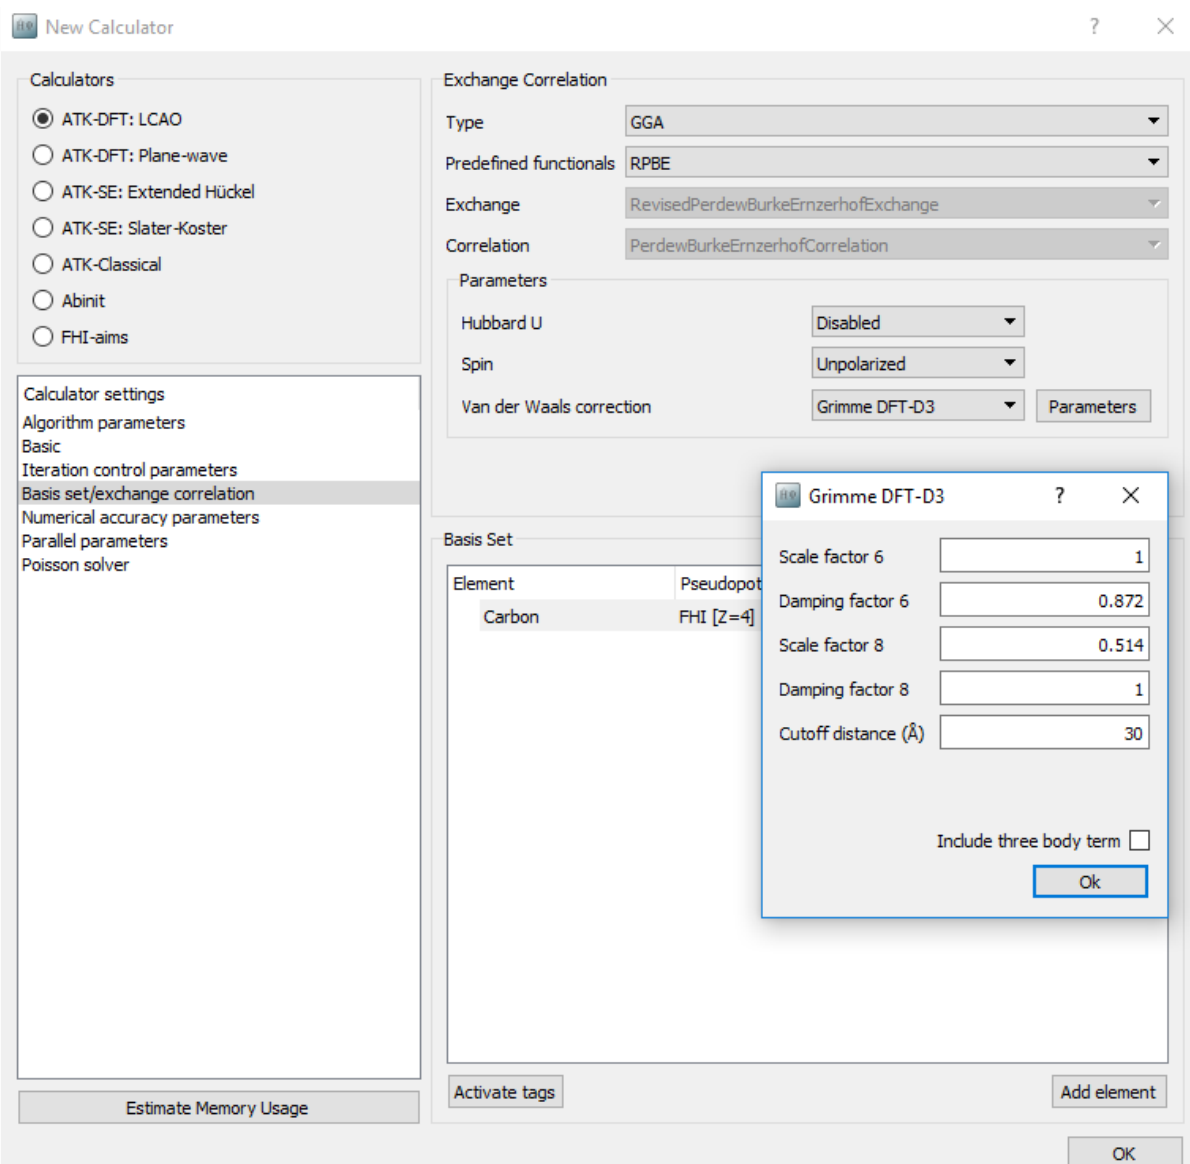 New Calculator
Calculators
ATK-DFT: LCAO
ATK-DFT: Plane-wave
ATK-SE: Extended Hückel
ATK-SE: Slater-Koster
ATK-Classical
Abinit
FHI-aims
Calculator settings
Algorithm parameters
Basic
Iteration control parameters
Basis set/exchange correlation
Numerical accuracy parameters
Parallel parameters
Poisson solver
Estimate Memory Usage
Exchange Correlation
Type GGA
Predefined functionals RPBE
Exchange RevisedPerdewBurkeErnzerhofExchange
Correlation PerdewBurkeErnzerhofCorrelation
Parameters
Hubbard U Disabled
Spin Unpolarized
Van der Waals correction Grimme DFT-D3 Parameters
Basis Set
Element Pseudopot
Carbon FHI [Z=4]
Activate tags Add element
OK
Grimme DFT-D3 ?
Scale factor 6 1
Damping factor 6 0.872
Scale factor 8 0.514
Damping factor 8 1
Cutoff distance (Å) 30
Include three body term
Ok